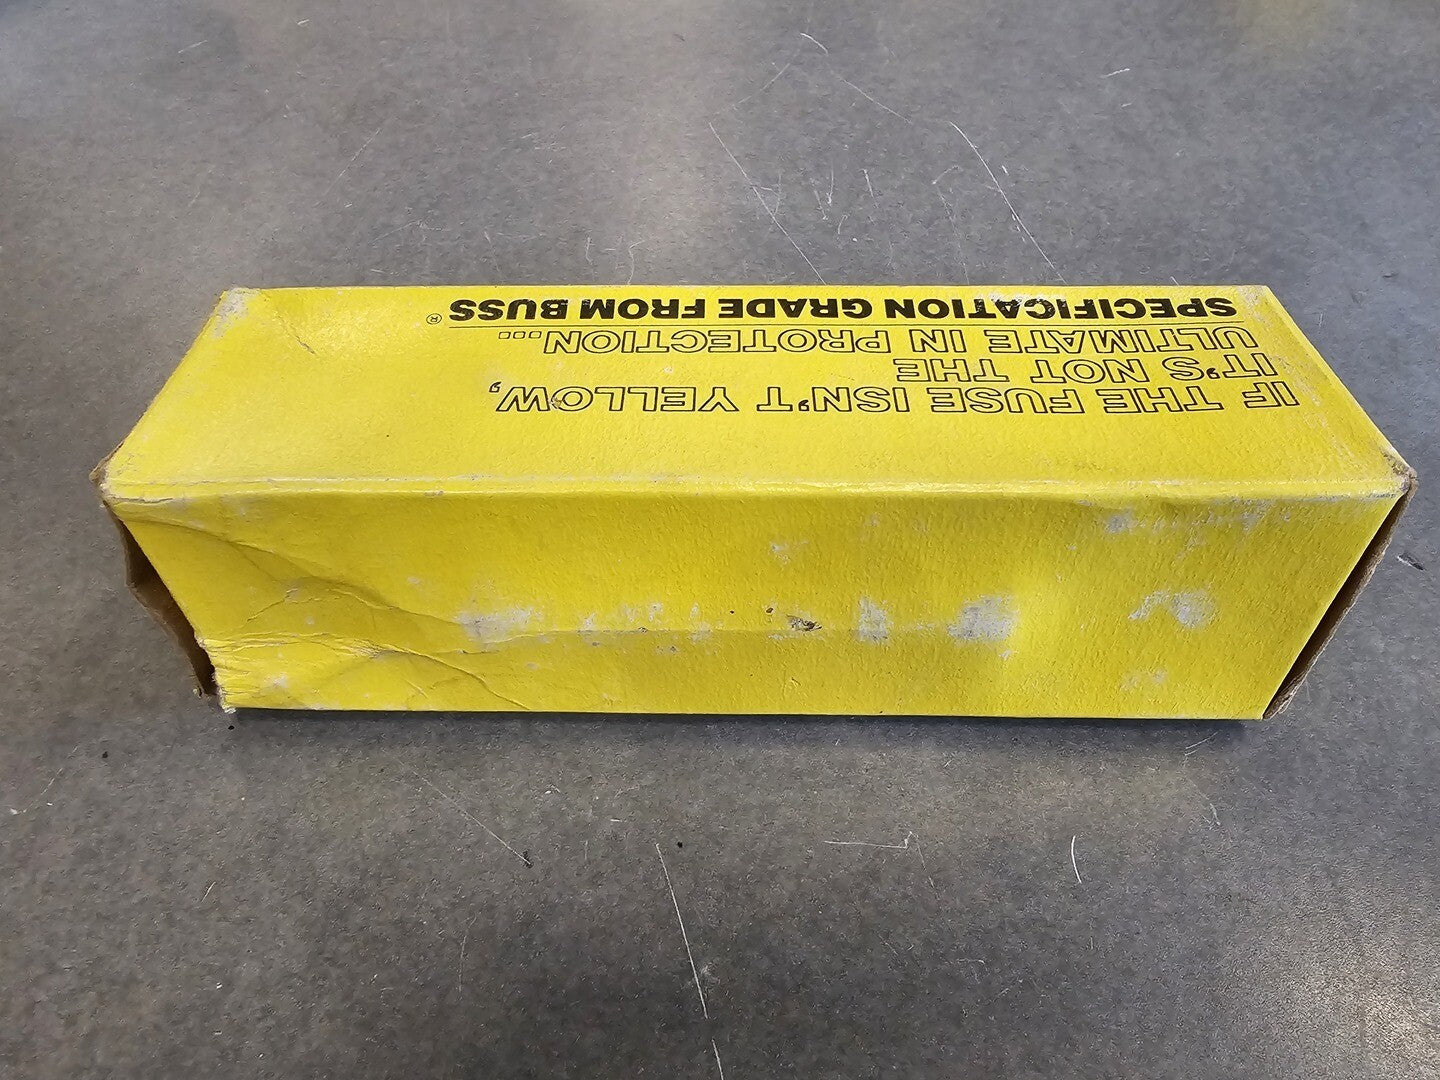 IF THE FUSE ISN'T YELLOW,
IT'S NOT THE
ULTIMATE IN PROTECTION...
SPECIFICATION GRADE FROM BUSS®